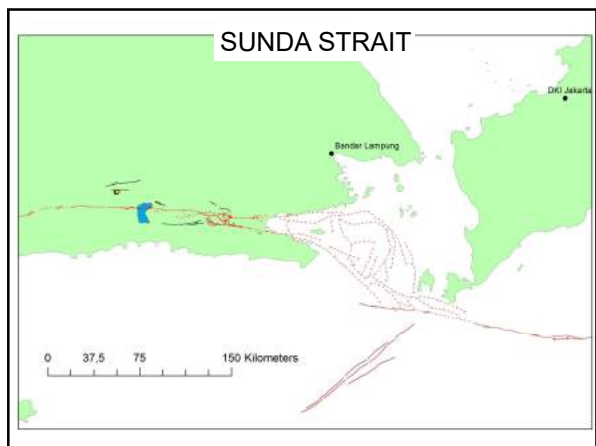 SUNDA STRAIT
DKI Jakarta
Bandar Lampung
0 37,5 75 150 Kilometers